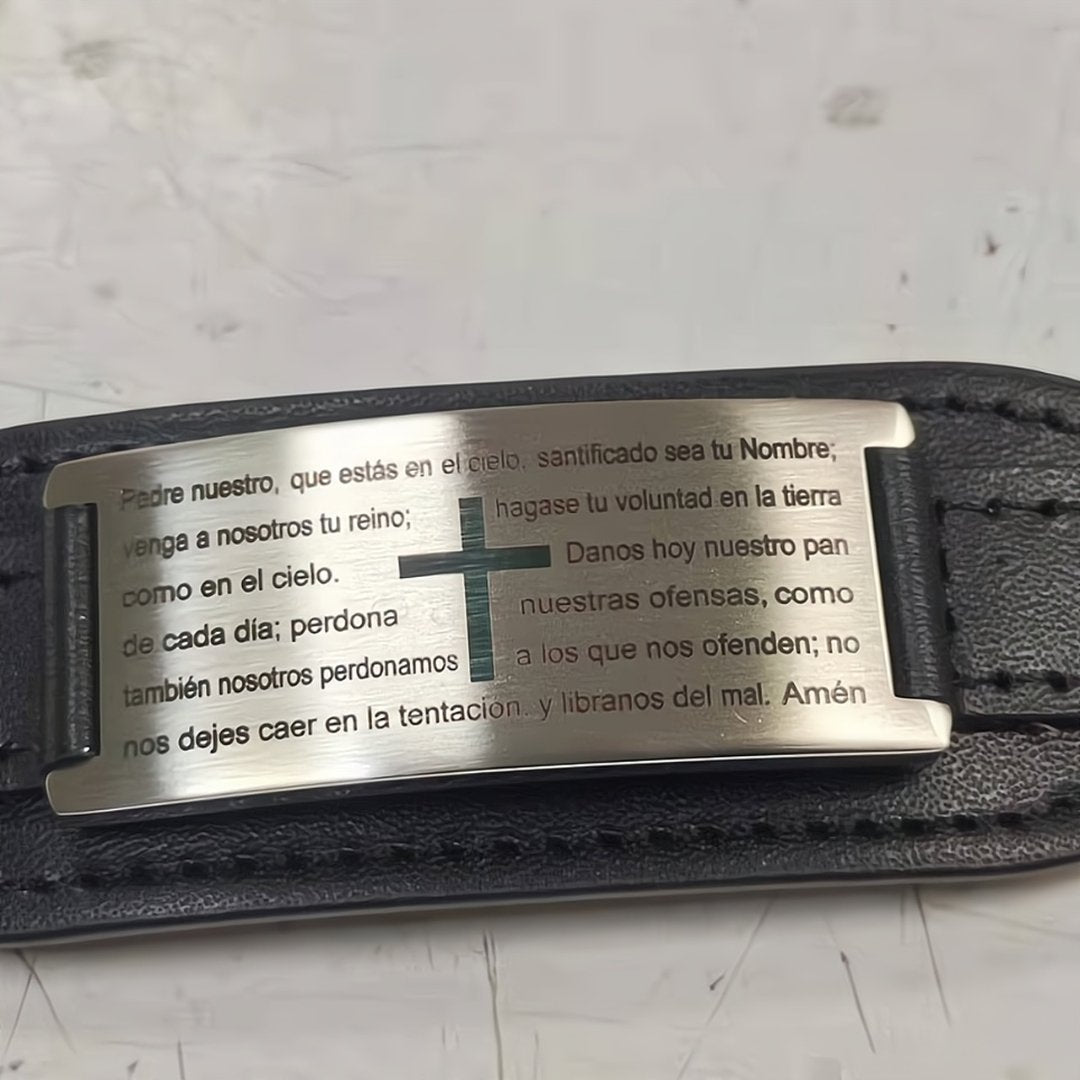 Padre nuestro, que estás en el cielo, santificado sea tu Nombre;
venga a nosotros tu reino; hagase tu voluntad en la tierra
como en el cielo. Danos hoy nuestro pan
de cada día; perdona nuestras ofensas, como
también nosotros perdonamos a los que nos ofenden; no
nos dejes caer en la tentación. y libranos del mal. Amén